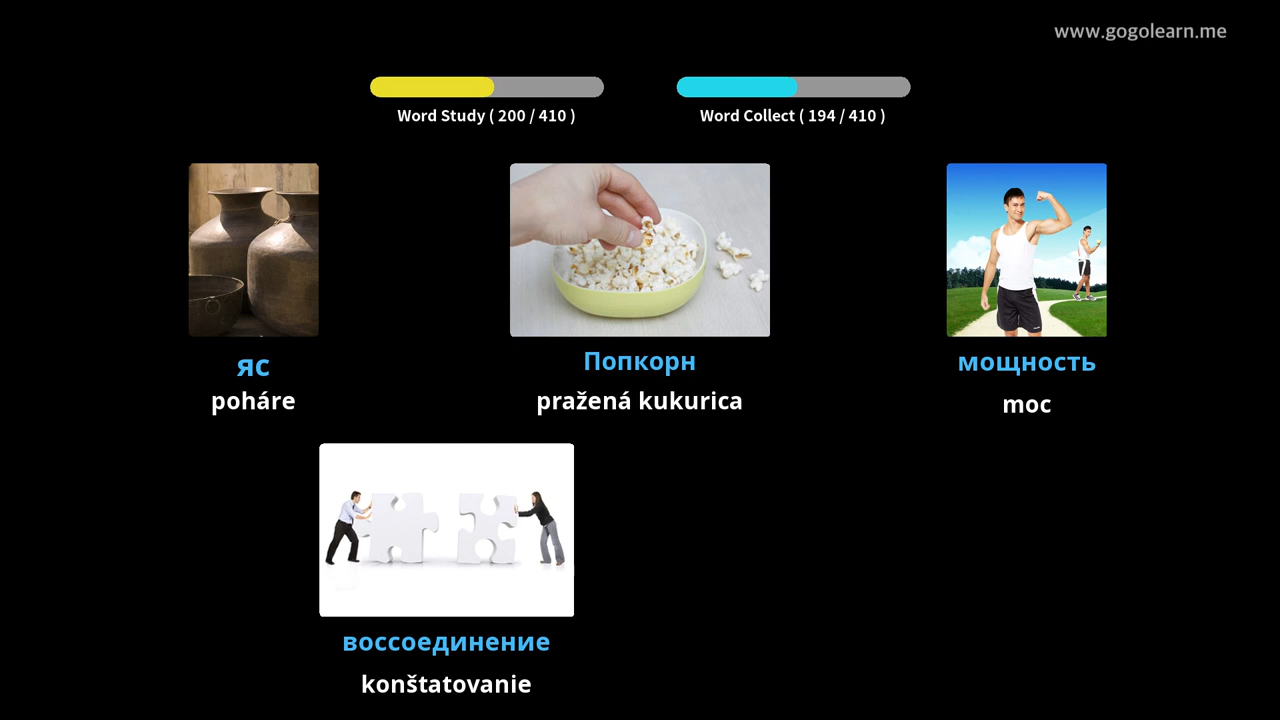 www.gogolearn.me
Word Study ( 200 / 410 )
Word Collect ( 194 / 410 )
яс
poháre
Попкорн
pražená kukurica
мощность
moc
воссоединение
konštatovanie